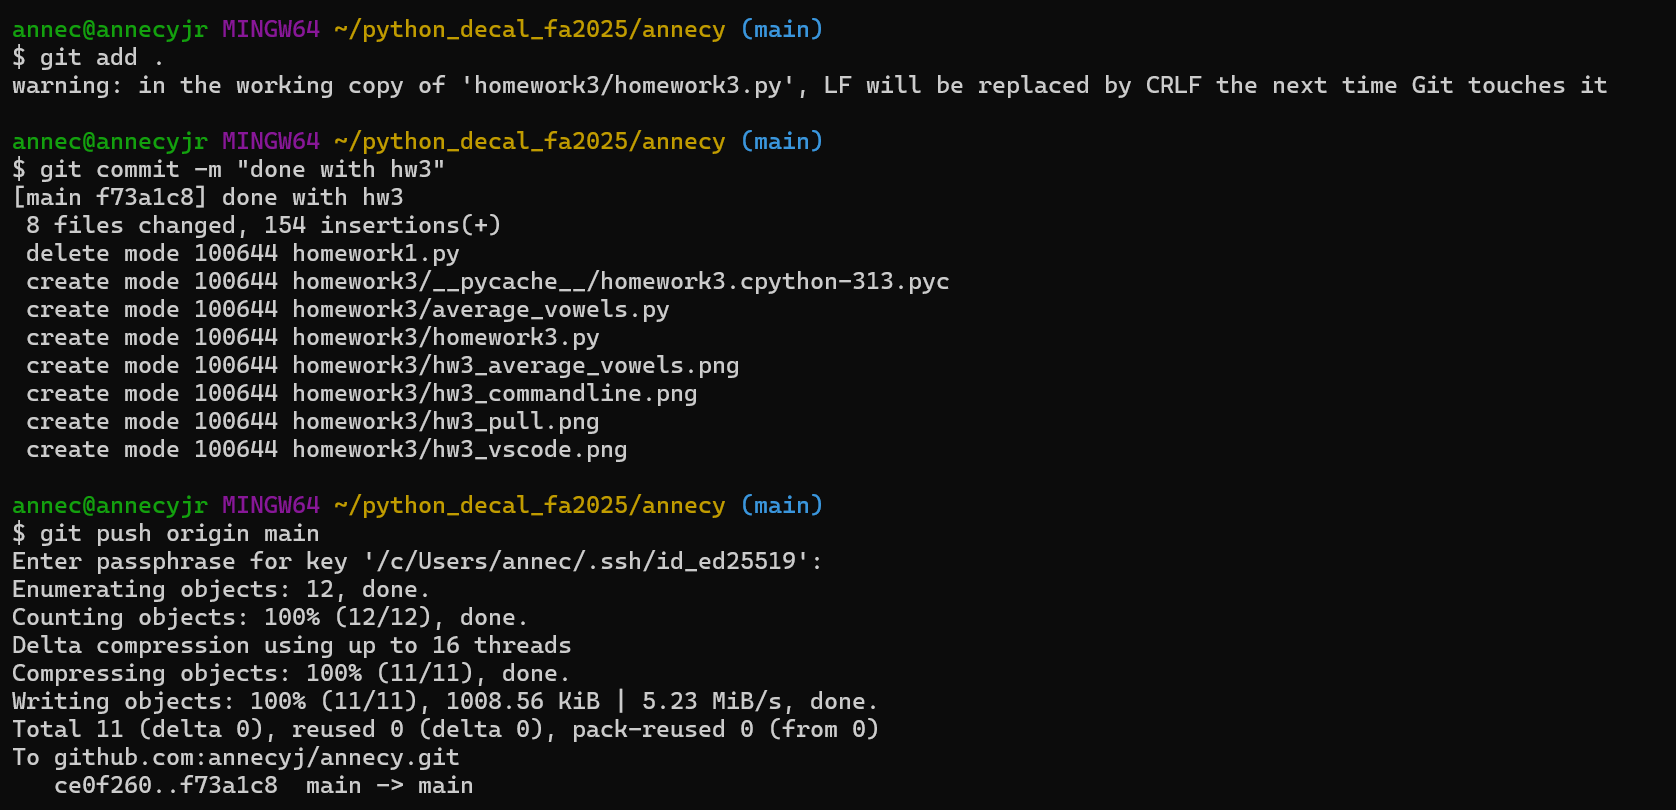 annec@annecyjr MINGW64 ~/python_decal_fa2025/annecy (main)
$ git add .
warning: in the working copy of 'homework3/homework3.py', LF will be replaced by CRLF the next time Git touches it
annec@annecyjr MINGW64 ~/python_decal_fa2025/annecy (main)
$ git commit -m "done with hw3"
[main f73a1c8] done with hw3
 8 files changed, 154 insertions(+)
 delete mode 100644 homework1.py
 create mode 100644 homework3/__pycache__/homework3.cpython-313.pyc
 create mode 100644 homework3/average_vowels.py
 create mode 100644 homework3/homework3.py
 create mode 100644 homework3/hw3_average_vowels.png
 create mode 100644 homework3/hw3_commandline.png
 create mode 100644 homework3/hw3_pull.png
 create mode 100644 homework3/hw3_vscode.png
annec@annecyjr MINGW64 ~/python_decal_fa2025/annecy (main)
$ git push origin main
Enter passphrase for key '/c/Users/annec/.ssh/id_ed25519':
Enumerating objects: 12, done.
Counting objects: 100% (12/12), done.
Delta compression using up to 16 threads
Compressing objects: 100% (11/11), done.
Writing objects: 100% (11/11), 1008.56 KiB | 5.23 MiB/s, done.
Total 11 (delta 0), reused 0 (delta 0), pack-reused 0 (from 0)
To github.com:annecyj/annecy.git
   ce0f260..f73a1c8  main -> main